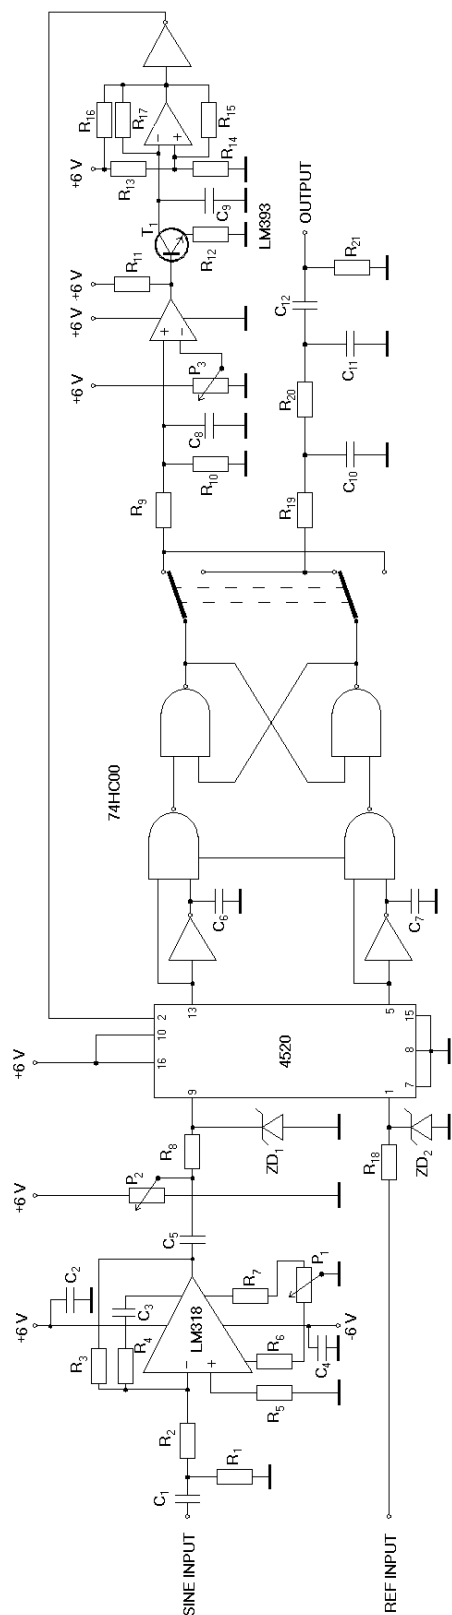 SINE INPUT
REF INPUT
C1
R1
R2
R3
R4
R5
R6
R7
C2
C3
C4
C5
+6 V
-6 V
LM318
P1
P2
+6 V
R8
ZD1
R18
ZD2
+6 V
4520
9
1
16
10
2
7
8
15
13
5
C6
C7
74HC00
R9
R10
C8
P3
+6 V
+6 V
+6 V
R11
T1
R12
LM393
C9
+6 V
R13
R14
R15
R16
R17
R19
C10
R20
C11
C12
R21
OUTPUT
+
−
+
−
−
+